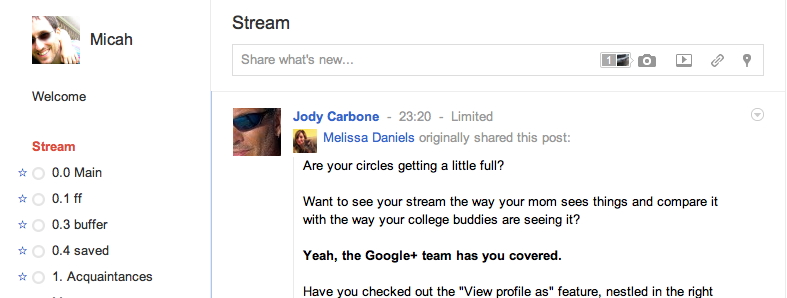 Micah
Welcome
Stream
0.0 Main
0.1 ff
0.3 buffer
0.4 saved
1. Acquaintances
Stream
Share what's new...
1
Jody Carbone - 23:20 - Limited
Melissa Daniels originally shared this post:
Are your circles getting a little full?
Want to see your stream the way your mom sees things and compare it
with the way your college buddies are seeing it?
Yeah, the Google+ team has you covered.
Have you checked out the "View profile as" feature, nestled in the right